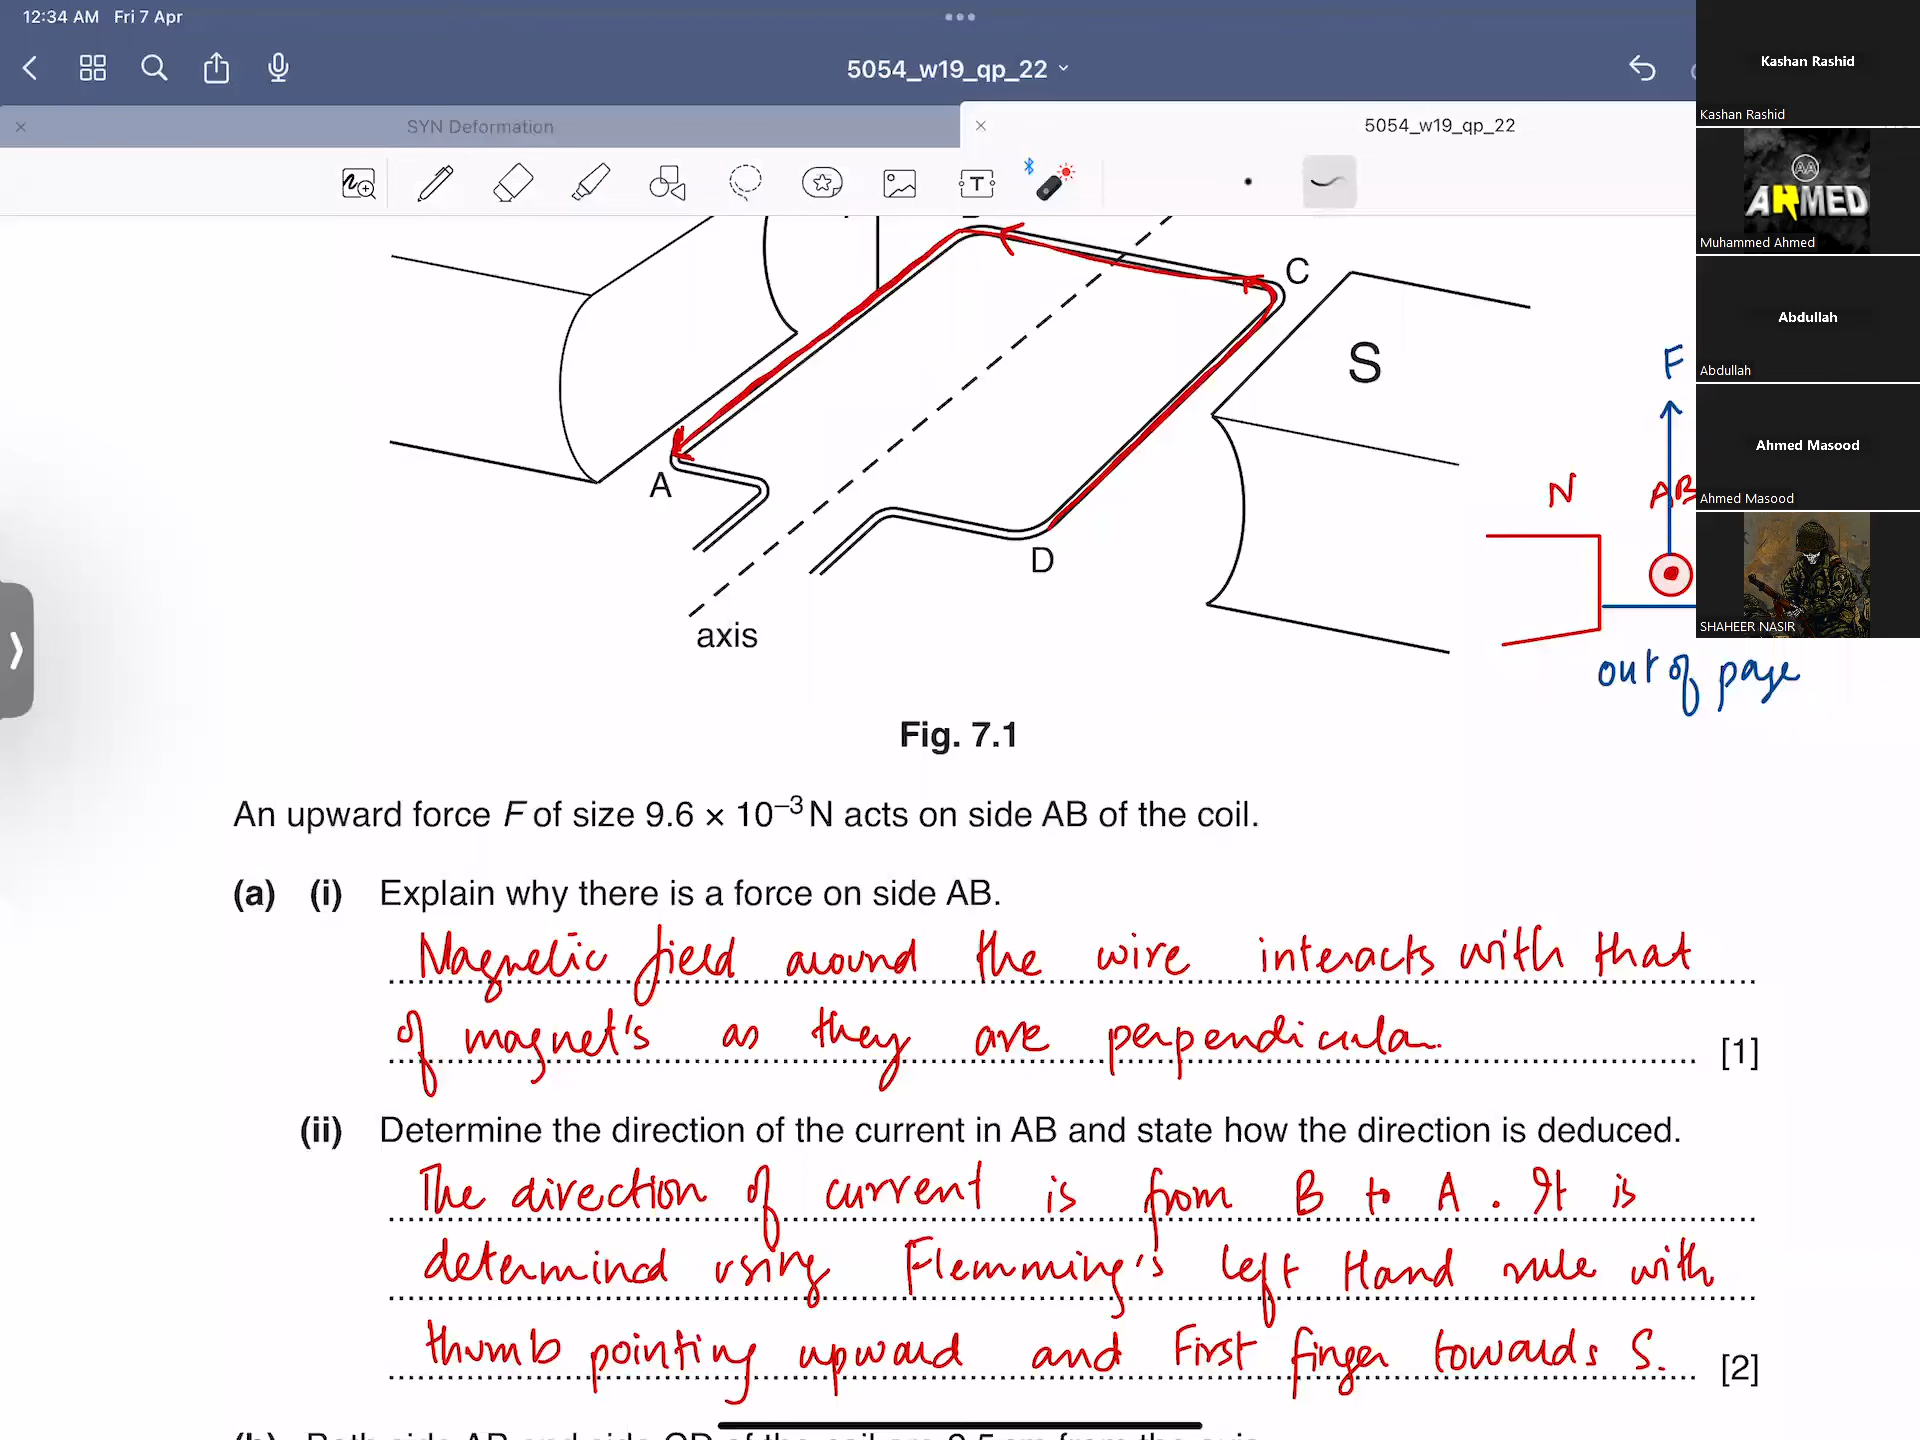 12:34 AM Fri 7 Apr
5054_w19_qp_22
SYN Deformation
5054_w19_qp_22
Kashan Rashid
Kashan Rashid
AA
ARMED
Muhammed Ahmed
Abdullah
Abdullah
Ahmed Masood
Ahmed Masood
SHAHEER NASIR
T
C
S
A
D
axis
F
N
AB
out of page
Fig. 7.1
An upward force F of size 9.6 × 10⁻³ N acts on side AB of the coil.
(a) (i) Explain why there is a force on side AB.
Magnetic field around the wire interacts with that
of magnet's as they are perpendicular. [1]
(ii) Determine the direction of the current in AB and state how the direction is deduced.
The direction of current is from B to A. It is
determined using Flemming's Left Hand rule with
thumb pointing upward and First finger towards S. [2]